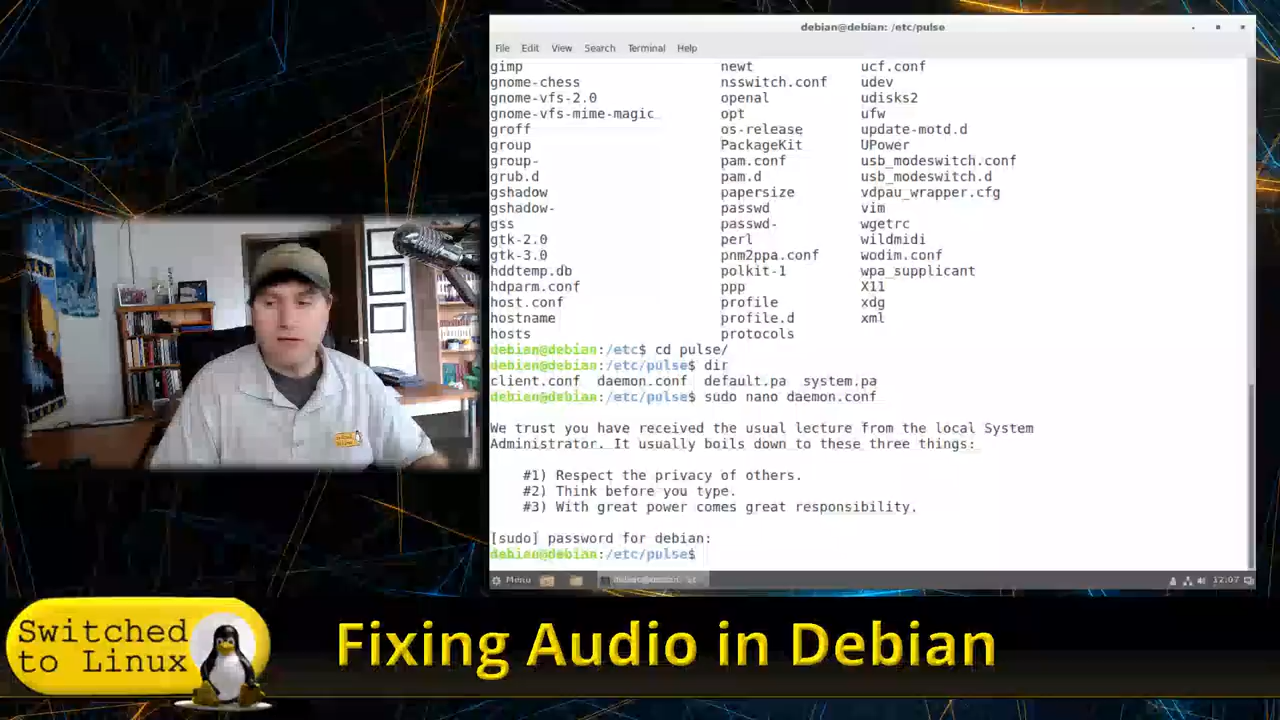 debian@debian: /etc/pulse
File Edit View Search Terminal Help
gimp newt ucf.conf
gnome-chess nsswitch.conf udev
gnome-vfs-2.0 openal udisks2
gnome-vfs-mime-magic opt ufw
groff os-release update-motd.d
group PackageKit UPower
group- pam.conf usb_modeswitch.conf
grub.d pam.d usb_modeswitch.d
gshadow papersize vdpau_wrapper.cfg
gshadow- passwd vim
gss passwd- wgetrc
gtk-2.0 perl wildmidi
gtk-3.0 pnm2ppa.conf wodim.conf
hddtemp.db polkit-1 wpa_supplicant
hdparm.conf ppp X11
host.conf profile xdg
hostname profile.d xml
hosts protocols
debian@debian:/etc$ cd pulse/
debian@debian:/etc/pulse$ dir
client.conf daemon.conf default.pa system.pa
debian@debian:/etc/pulse$ sudo nano daemon.conf
We trust you have received the usual lecture from the local System
Administrator. It usually boils down to these three things:
#1) Respect the privacy of others.
#2) Think before you type.
#3) With great power comes great responsibility.
[sudo] password for debian:
debian@debian:/etc/pulse$
Menu
12:07
Switched
to Linux
Fixing Audio in Debian